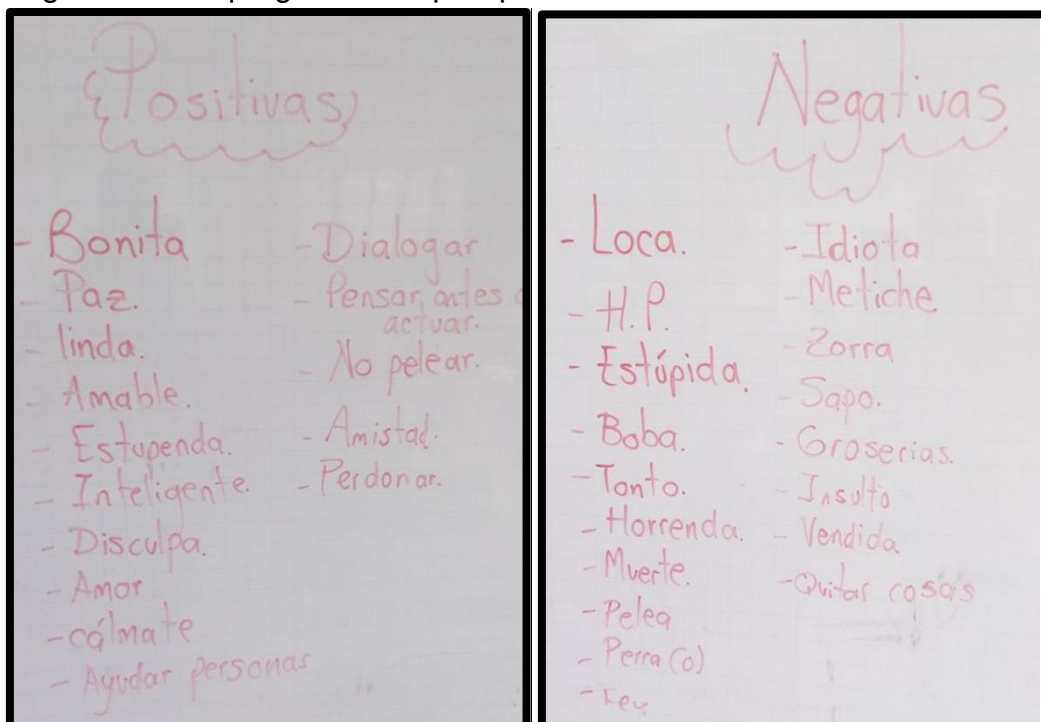 Positivas
- Bonita
- Paz.
- linda.
- Amable.
- Estupenda.
- Inteligente.
- Disculpa.
- Amor
- cálmate
- Ayudar personas
- Dialogar
- Pensar antes
actuar.
- No pelear.
- Amistad.
- Perdonar.
Negativas
- Loca.
- H.P.
- Estúpida.
- Boba.
- Tonto.
- Horrenda.
- Muerte.
- Pelea
- Perra (o)
- Idiota
- Metiche
- Zorra
- Sapo.
- Groserias.
- Insulto
- Vendida
- Quitar cosas